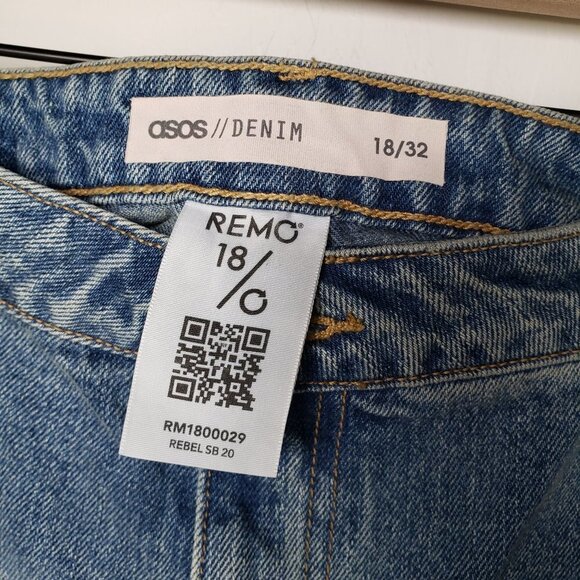 asos//DENIM 18/32
REMO®
18
/O
RM1800029
REBEL SB 20